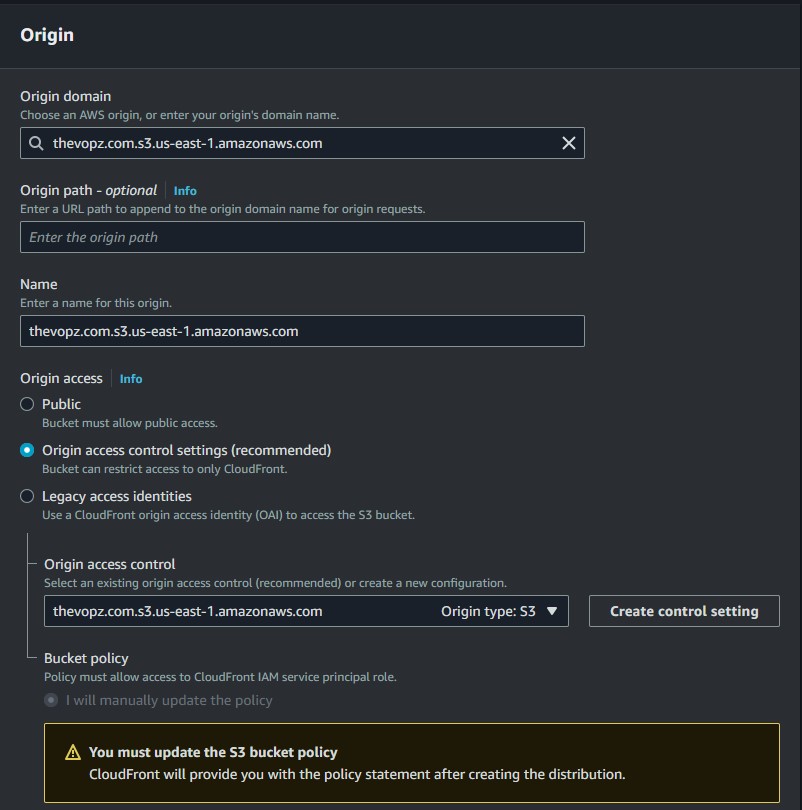 Origin
Origin domain
Choose an AWS origin, or enter your origin's domain name.
thevopz.com.s3.us-east-1.amazonaws.com
Origin path - optional Info
Enter a URL path to append to the origin domain name for origin requests.
Enter the origin path
Name
Enter a name for this origin.
thevopz.com.s3.us-east-1.amazonaws.com
Origin access Info
Public
Bucket must allow public access.
Origin access control settings (recommended)
Bucket can restrict access to only CloudFront.
Legacy access identities
Use a CloudFront origin access identity (OAI) to access the S3 bucket.
Origin access control
Select an existing origin access control (recommended) or create a new configuration.
thevopz.com.s3.us-east-1.amazonaws.com Origin type: S3 Create control setting
Bucket policy
Policy must allow access to CloudFront IAM service principal role.
I will manually update the policy
You must update the S3 bucket policy
CloudFront will provide you with the policy statement after creating the distribution.